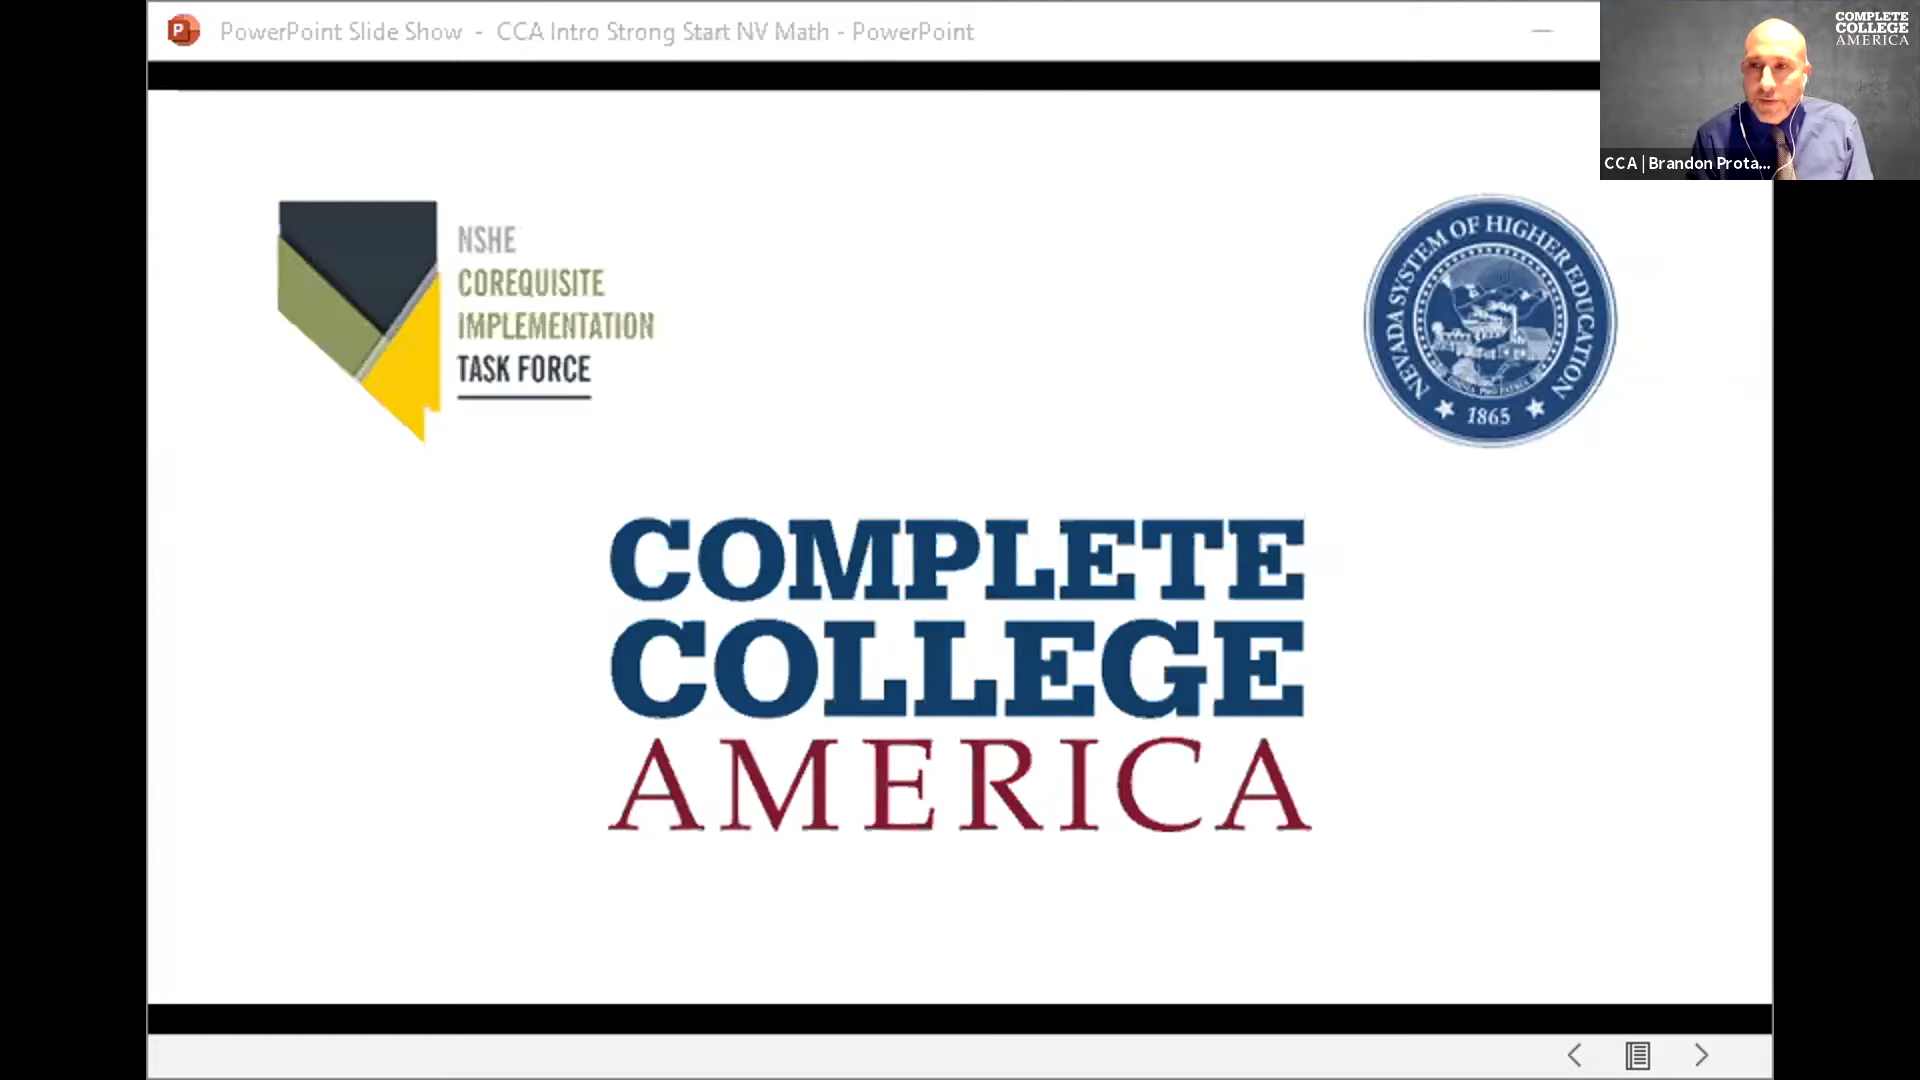 PowerPoint Slide Show - CCA Intro Strong Start NV Math - PowerPoint
COMPLETE
COLLEGE
AMERICA
CCA | Brandon Prota...
NSHE
COREQUISITE
IMPLEMENTATION
TASK FORCE
NEVADA SYSTEM OF HIGHER EDUCATION
1865
COMPLETE
COLLEGE
AMERICA